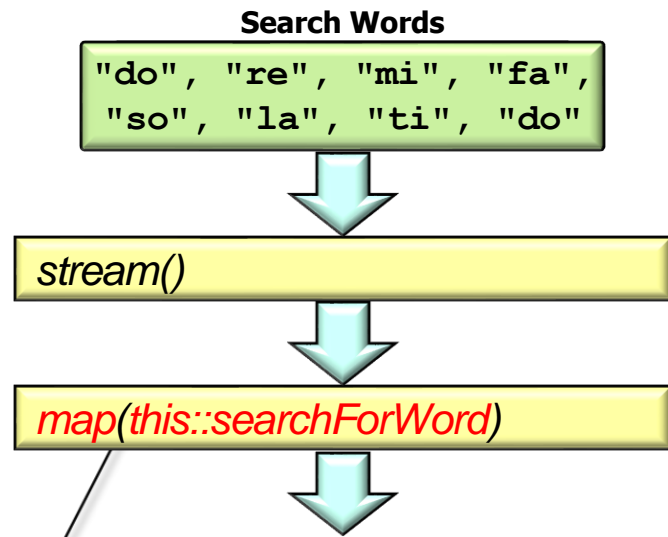 Search Words
"do", "re", "mi", "fa",
"so", "la", "ti", "do"
stream()
map(this::searchForWord)